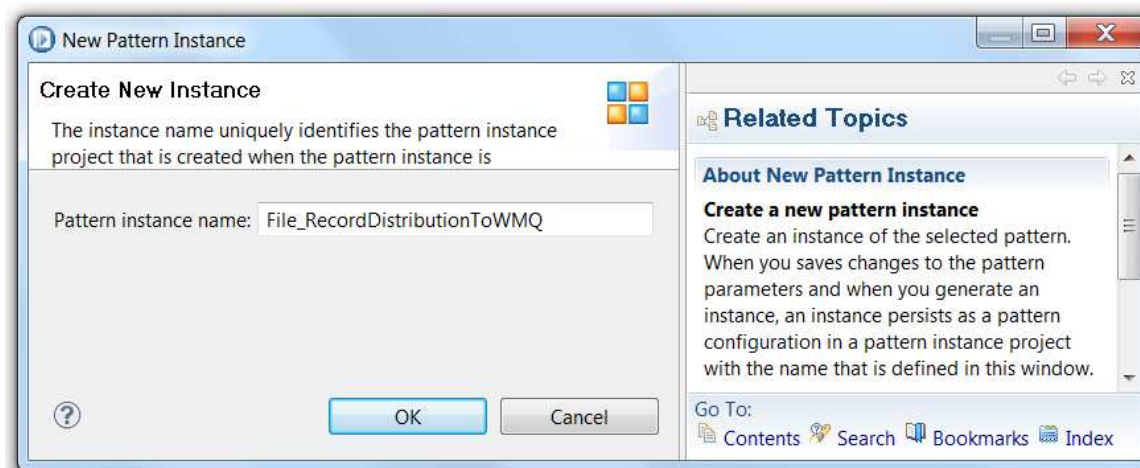 New Pattern Instance
Create New Instance
The instance name uniquely identifies the pattern instance
project that is created when the pattern instance is
Pattern instance name: File_RecordDistributionToWMQ
OK Cancel
Related Topics
About New Pattern Instance
Create a new pattern instance
Create an instance of the selected pattern.
When you saves changes to the pattern
parameters and when you generate an
instance, an instance persists as a pattern
configuration in a pattern instance project
with the name that is defined in this window.
Go To:
Contents Search Bookmarks Index